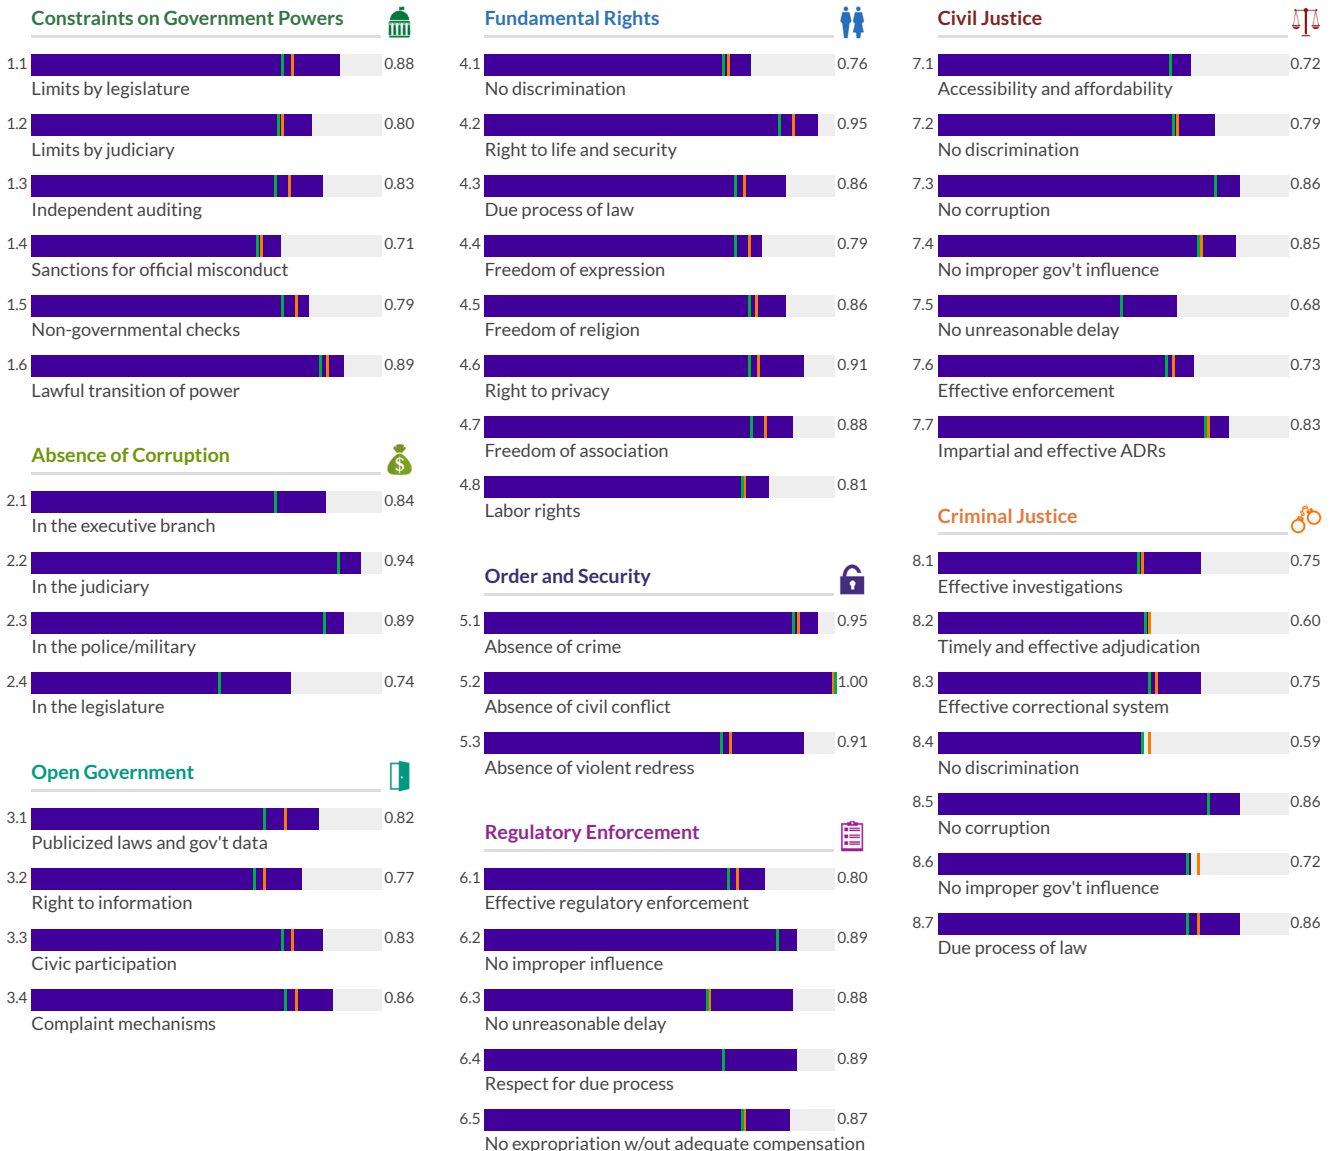 Constraints on Government Powers
1.1 0.88
Limits by legislature
1.2 0.80
Limits by judiciary
1.3 0.83
Independent auditing
1.4 0.71
Sanctions for official misconduct
1.5 0.79
Non-governmental checks
1.6 0.89
Lawful transition of power
Absence of Corruption
$
2.1 0.84
In the executive branch
2.2 0.94
In the judiciary
2.3 0.89
In the police/military
2.4 0.74
In the legislature
Open Government
3.1 0.82
Publicized laws and gov't data
3.2 0.77
Right to information
3.3 0.83
Civic participation
3.4 0.86
Complaint mechanisms
Fundamental Rights
4.1 0.76
No discrimination
4.2 0.95
Right to life and security
4.3 0.86
Due process of law
4.4 0.79
Freedom of expression
4.5 0.86
Freedom of religion
4.6 0.91
Right to privacy
4.7 0.88
Freedom of association
4.8 0.81
Labor rights
Order and Security
5.1 0.95
Absence of crime
5.2 1.00
Absence of civil conflict
5.3 0.91
Absence of violent redress
Regulatory Enforcement
6.1 0.80
Effective regulatory enforcement
6.2 0.89
No improper influence
6.3 0.88
No unreasonable delay
6.4 0.89
Respect for due process
6.5 0.87
No expropriation w/out adequate compensation
Civil Justice
7.1 0.72
Accessibility and affordability
7.2 0.79
No discrimination
7.3 0.86
No corruption
7.4 0.85
No improper gov't influence
7.5 0.68
No unreasonable delay
7.6 0.73
Effective enforcement
7.7 0.83
Impartial and effective ADRs
Criminal Justice
8.1 0.75
Effective investigations
8.2 0.60
Timely and effective adjudication
8.3 0.75
Effective correctional system
8.4 0.59
No discrimination
8.5 0.86
No corruption
8.6 0.72
No improper gov't influence
8.7 0.86
Due process of law